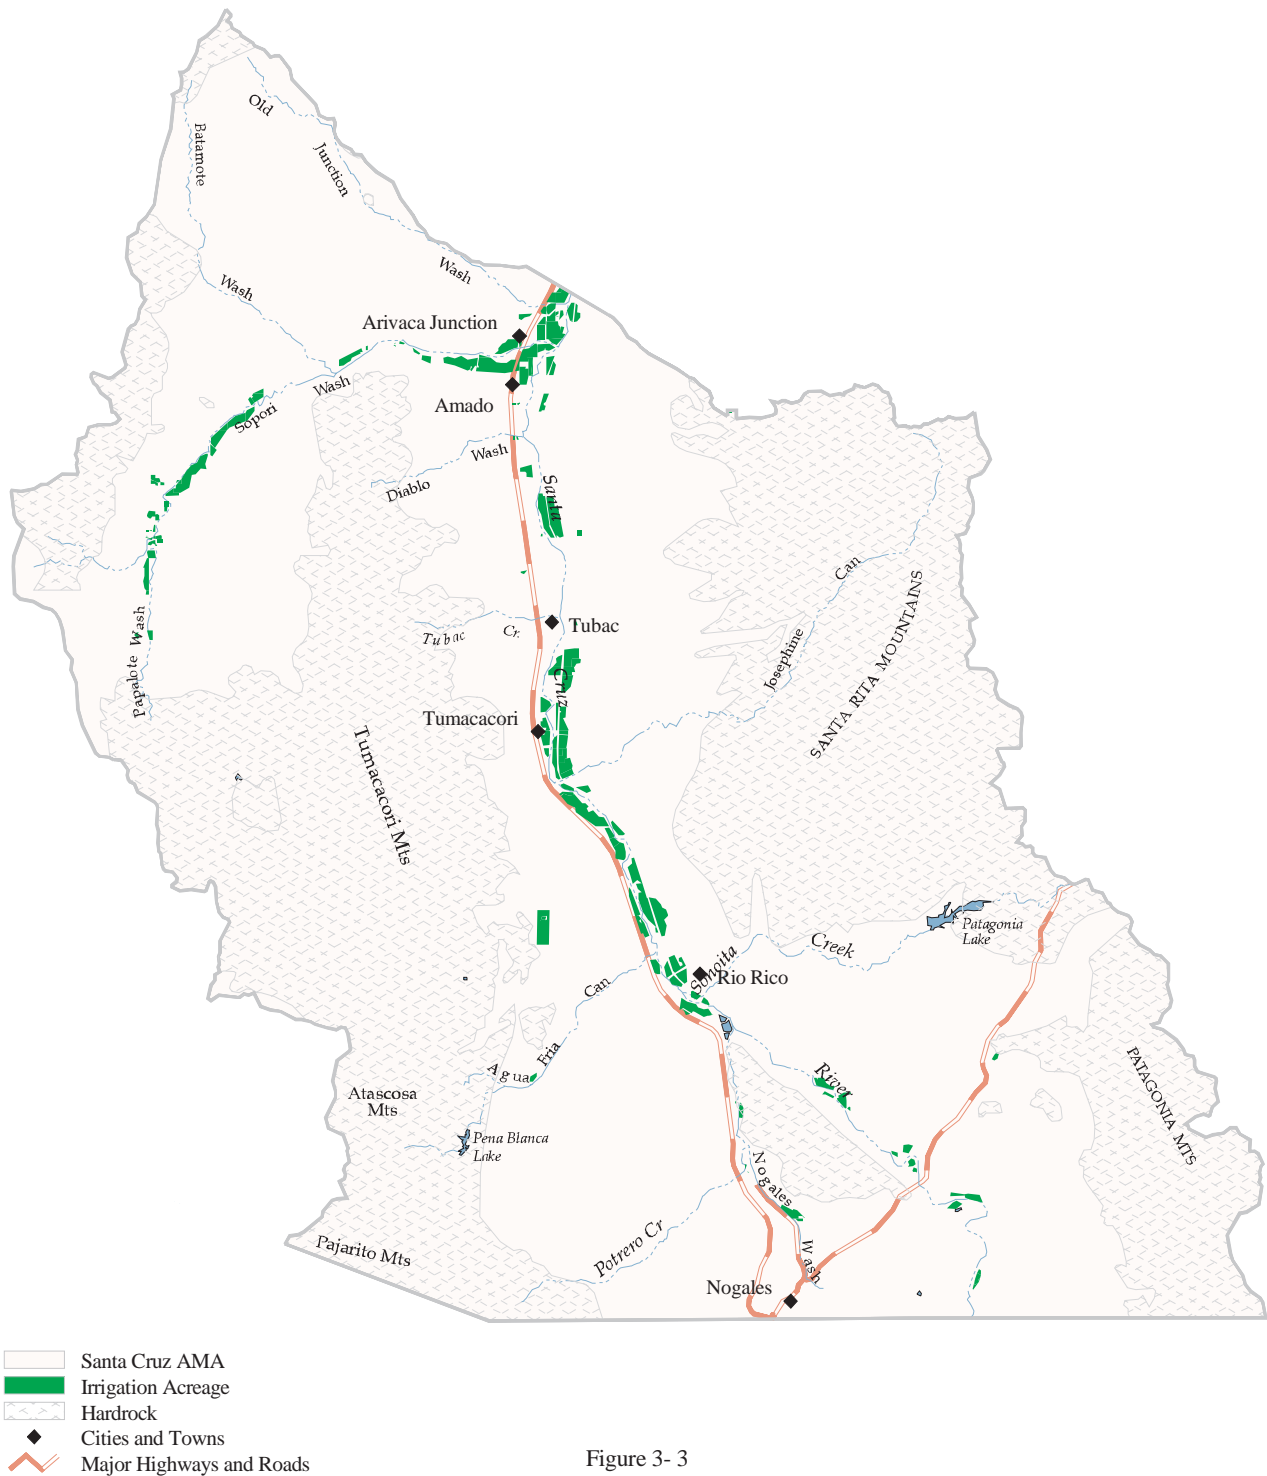 Old
Batamote
Junction
Wash
Wash
Arivaca Junction
Wash
Amado
Sopori
Wash
Diablo
Santa
Can
Papalote Wash
Tubac
Cr.
Tubac
Josephine
SANTA RITA MOUNTAINS
Cruz
Tumacacori
Tumacacori Mts
Patagonia
Lake
Creek
Sonoita
Rio Rico
Can
Fria
Agua
River
PATAGONIA MTS
Atascosa
Mts
Pena Blanca
Lake
Nogales
Potrero Cr
Pajarito Mts
Wash
Nogales
Santa Cruz AMA
Irrigation Acreage
Hardrock
Cities and Towns
Major Highways and Roads
Figure 3- 3